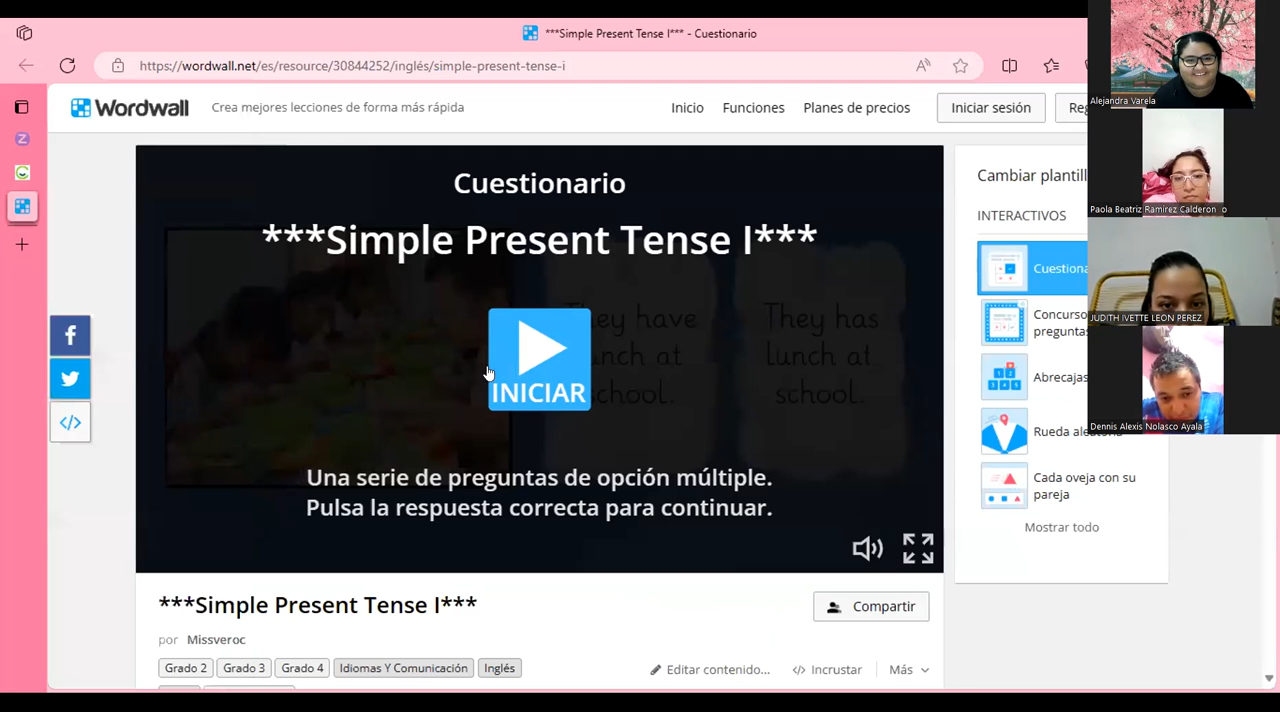 ***Simple Present Tense I*** - Cuestionario
https://wordwall.net/es/resource/30844252/inglés/simple-present-tense-i
Wordwall
Crea mejores lecciones de forma más rápida
Inicio
Funciones
Planes de precios
Iniciar sesión
Cuestionario
***Simple Present Tense I***
They have
lunch at
school.
They has
lunch at
school.
INICIAR
Una serie de preguntas de opción múltiple.
Pulsa la respuesta correcta para continuar.
***Simple Present Tense I***
Compartir
por Missveroc
Grado 2
Grado 3
Grado 4
Idiomas Y Comunicación
Inglés
Editar contenido...
Incrustar
Más
Cambiar plantill
INTERACTIVOS
Cuestiona
Concurso
preguntas
Abrecajas
Rueda
Cada oveja con su
pareja
Mostrar todo
Alejandra Varela
Paola Beatriz Ramirez Calderon
JUDITH IVETTE LEON PEREZ
Dennis Alexis Nolasco Ayala